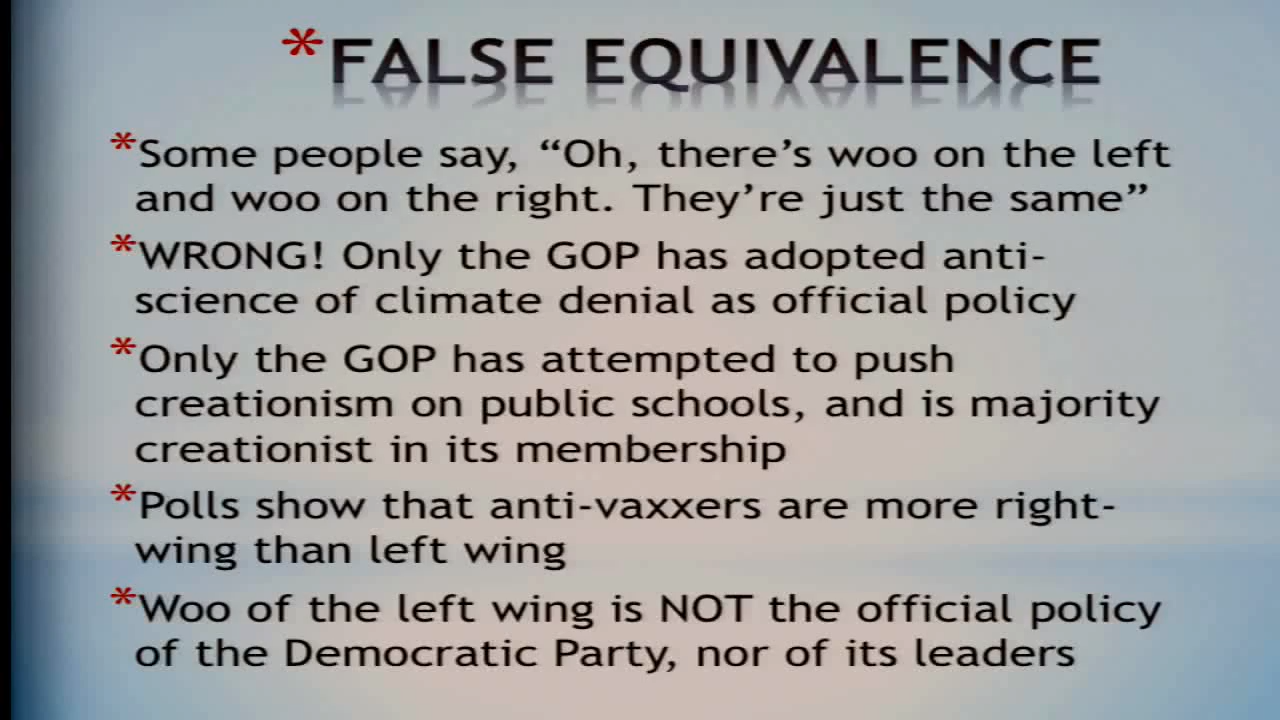 *FALSE EQUIVALENCE
*Some people say, “Oh, there’s woo on the left
and woo on the right. They’re just the same”
*WRONG! Only the GOP has adopted anti-
science of climate denial as official policy
*Only the GOP has attempted to push
creationism on public schools, and is majority
creationist in its membership
*Polls show that anti-vaxxers are more right-
wing than left wing
*Woo of the left wing is NOT the official policy
of the Democratic Party, nor of its leaders